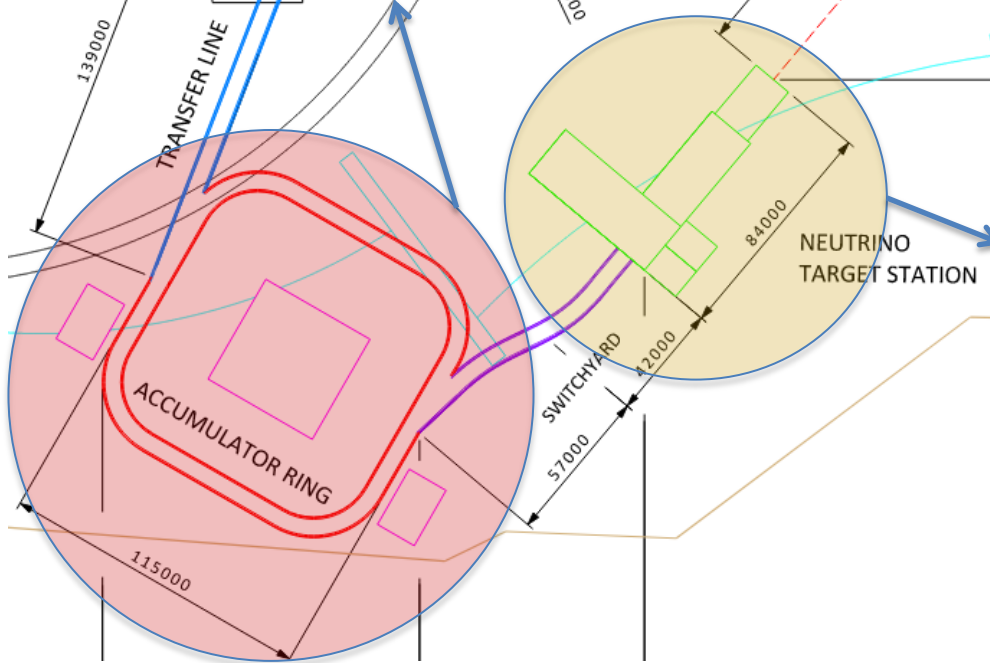 00
139000
TRANSFER LINE
84000
NEUTRINO
TARGET STATION
42000
SWITCHYARD
57000
ACCUMULATOR RING
115000